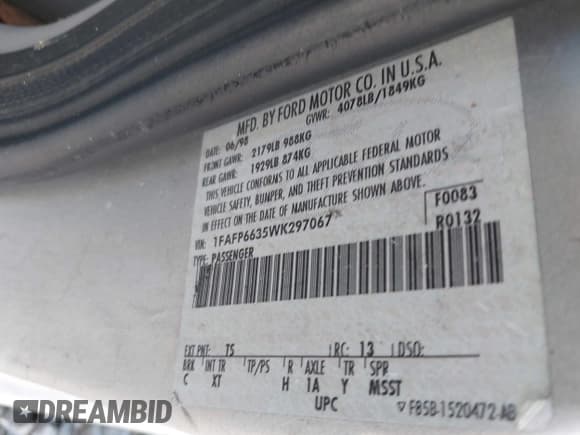 MFD. BY FORD MOTOR CO. IN U.S.A.
DATE: 06/98 GVWR: 4078LB/1849KG
FRONT GAWR: 2179LB 988KG
REAR GAWR: 1929LB 874KG
THIS VEHICLE CONFORMS TO ALL APPLICABLE FEDERAL MOTOR
VEHICLE SAFETY, BUMPER, AND THEFT PREVENTION STANDARDS
IN EFFECT ON THE DATE OF MANUFACTURE SHOWN ABOVE.
VIN: 1FAFP6635WK297067 F0083
TYPE: PASSENGER R0132
EXT PNT: TS RC: 13 DSO:
BRK INT TR TP/PS R AXLE TR SPR
C XT H 1A Y MSST
UPC F85B-1520472-AB
DREAMBID